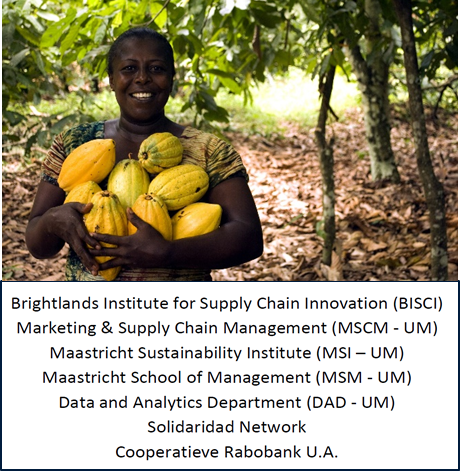 Brightlands Institute for Supply Chain Innovation (BISCI)
Marketing & Supply Chain Management (MSCM - UM)
Maastricht Sustainability Institute (MSI – UM)
Maastricht School of Management (MSM - UM)
Data and Analytics Department (DAD - UM)
Solidaridad Network
Cooperatieve Rabobank U.A.